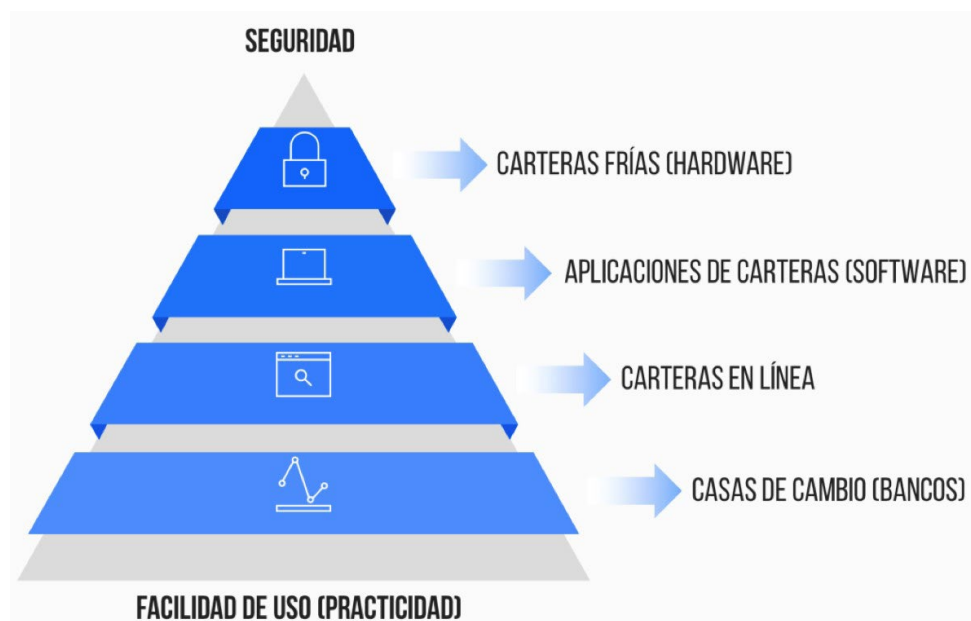 SEGURIDAD
CARTERAS FRÍAS (HARDWARE)
APLICACIONES DE CARTERAS (SOFTWARE)
CARTERAS EN LÍNEA
CASAS DE CAMBIO (BANCOS)
FACILIDAD DE USO (PRACTICIDAD)